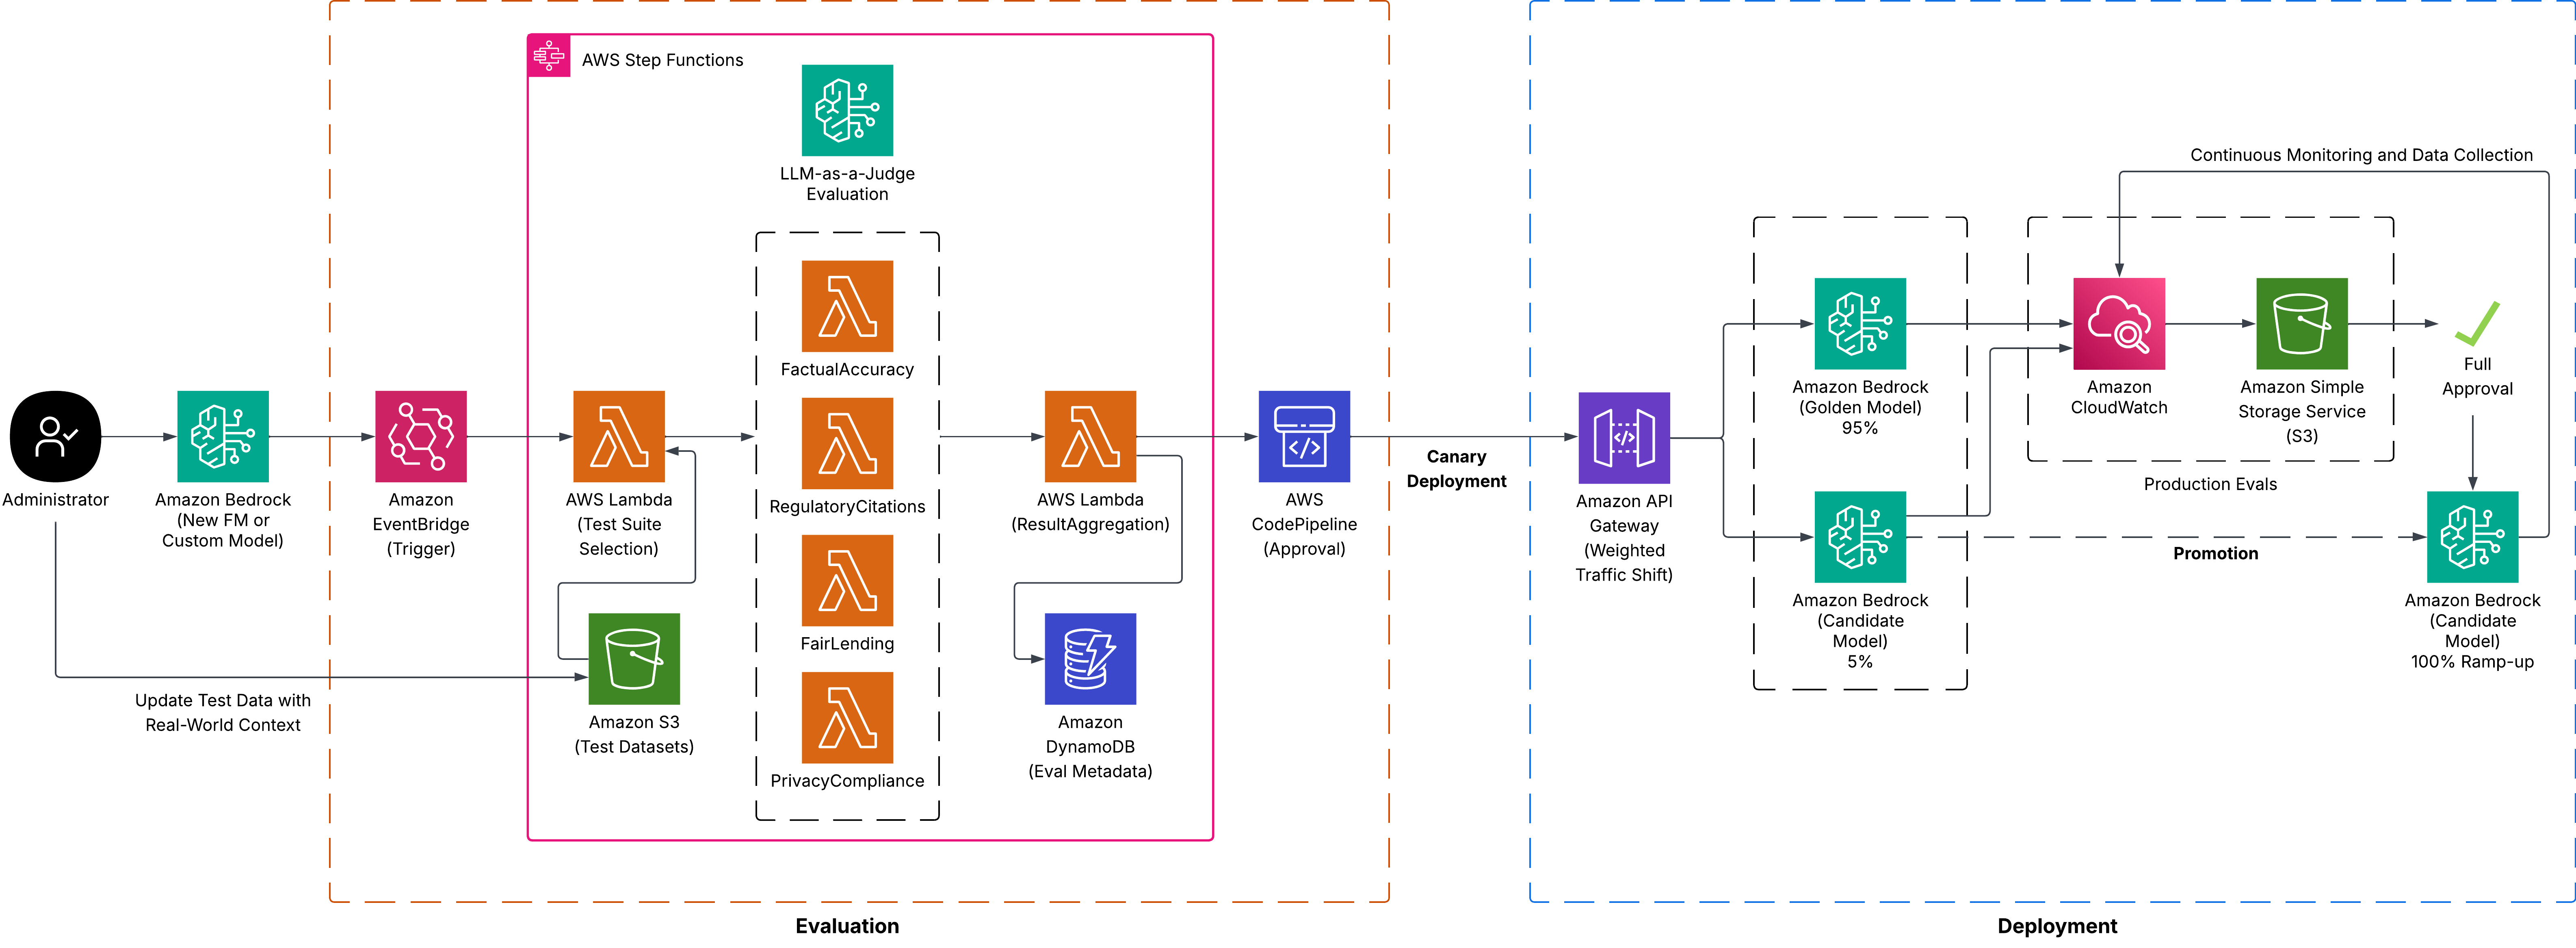 AWS Step Functions
LLM-as-a-Judge
Evaluation
FactualAccuracy
RegulatoryCitations
FairLending
PrivacyCompliance
Administrator
Amazon Bedrock
(New FM or
Custom Model)
Amazon
EventBridge
(Trigger)
AWS Lambda
(Test Suite
Selection)
AWS Lambda
(ResultAggregation)
AWS
CodePipeline
(Approval)
Update Test Data with
Real-World Context
Amazon S3
(Test Datasets)
Amazon
DynamoDB
(Eval Metadata)
Evaluation
Canary
Deployment
Amazon API
Gateway
(Weighted
Traffic Shift)
Amazon Bedrock
(Golden Model)
95%
Amazon Bedrock
(Candidate
Model)
5%
Continuous Monitoring and Data Collection
Amazon
CloudWatch
Amazon Simple
Storage Service
(S3)
Production Evals
Full
Approval
Promotion
Amazon Bedrock
(Candidate
Model)
100% Ramp-up
Deployment